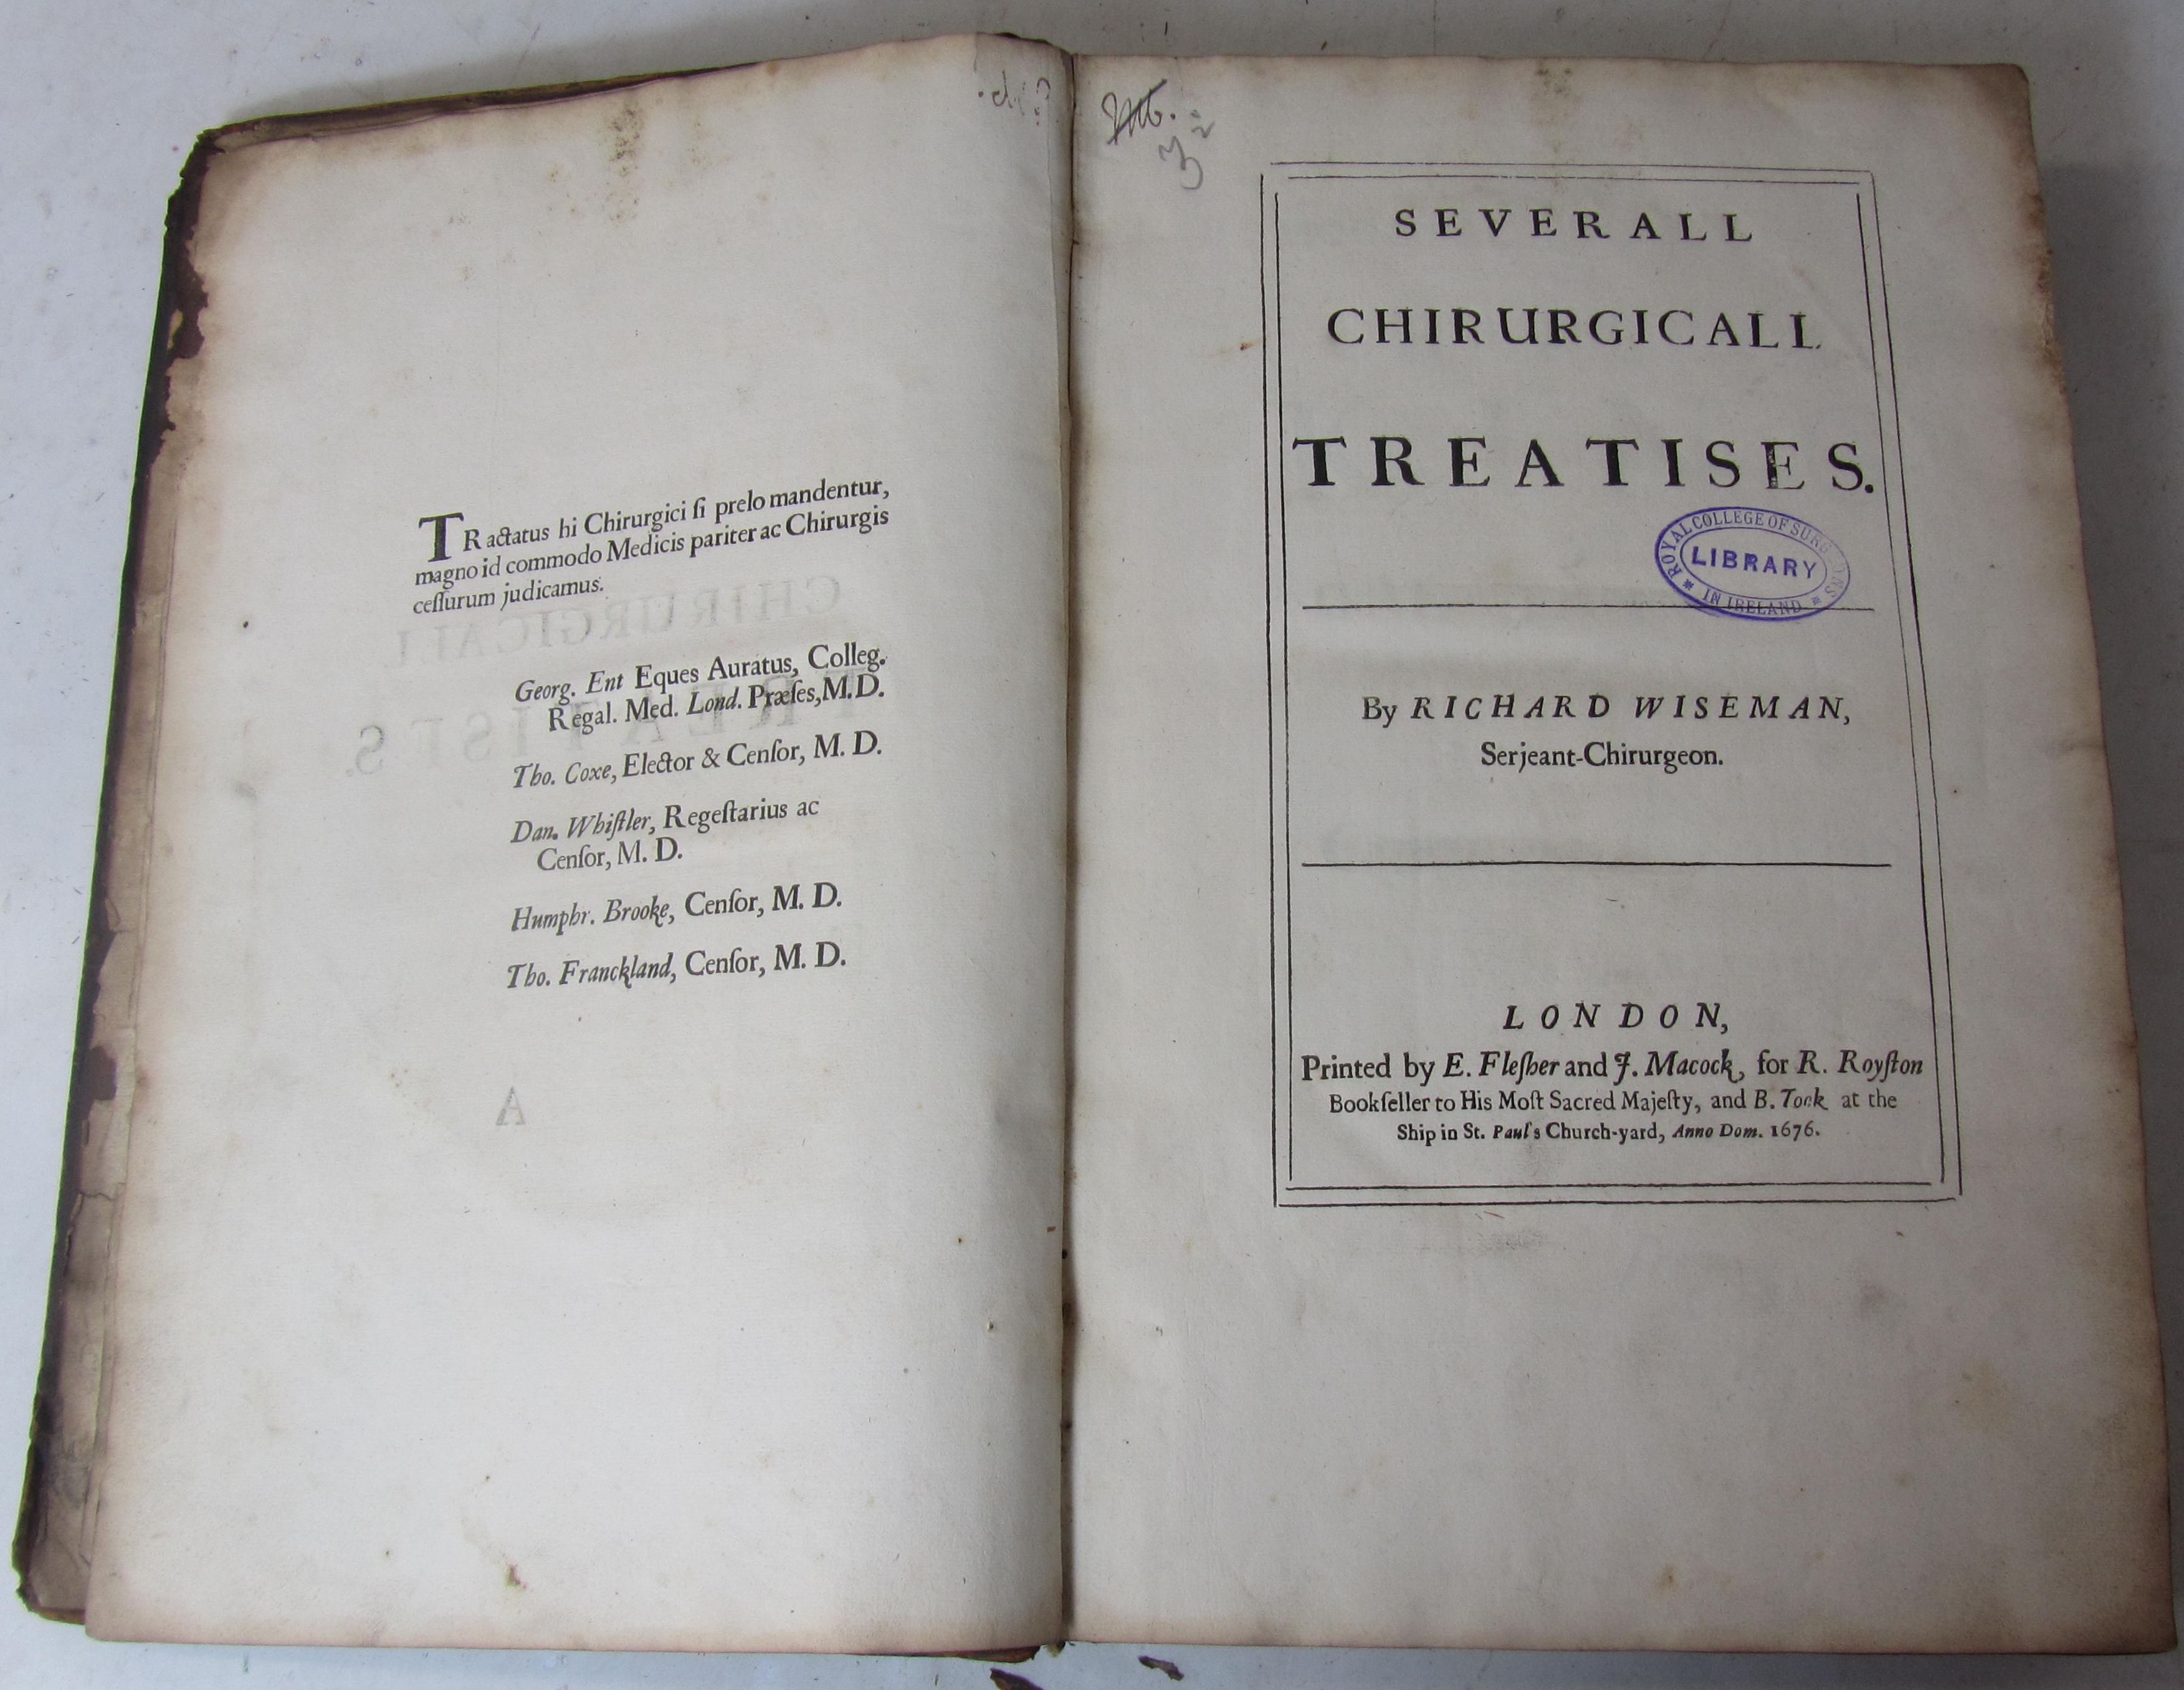 TRactatus hi Chirurgici ſi prelo mandentur,
magno id commodo Medicis pariter ac Chirurgis
ceſſurum judicamus.
Georg. Ent Eques Auratus, Colleg.
Regal. Med. Lond. Præſes, M.D.
Tho. Coxe, Elector & Cenſor, M. D.
Dan. Whiſtler, Regeſtarius ac
Cenſor, M. D.
Humphr. Brooke, Cenſor, M. D.
Tho. Franckland, Cenſor, M. D.
A
3
SEVERALL
CHIRURGICALL
TREATISES.
ROYAL COLLEGE OF SURGEONS
LIBRARY
IN IRELAND
By RICHARD WISEMAN,
Serjeant-Chirurgeon.
LONDON,
Printed by E. Fleſher and J. Macock, for R. Royſton
Bookſeller to His Moſt Sacred Majeſty, and B. Took at the
Ship in St. Paul's Church-yard, Anno Dom. 1676.